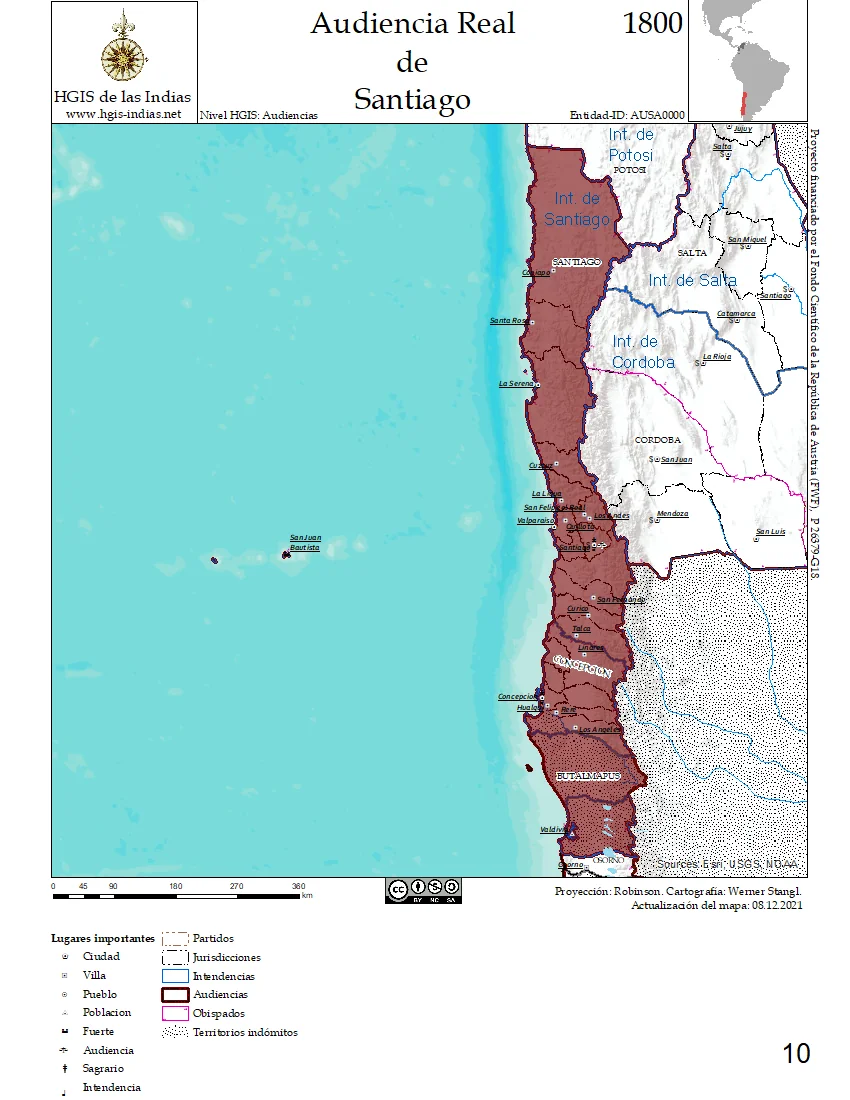 Audiencia Real
de
Santiago
1800
HGIS de las Indias
www.hgis-indias.net
Nivel HGIS: Audiencias
Entidad-ID: AUSA0000
Int. de
Potosi
POTOSI
Jujuy
Salta
Int. de
Santiago
SANTIAGO
Copiapo
San Miguel
SALTA
Int. de Salta
Santiago
Santa Rosa
Catamarca
Int. de
Cordoba
La Rioja
La Serena
CORDOBA
San Juan
Cuzcuz
La Ligua
San Felipe el Real
Los Andes
Valparaiso
Quillota
Mendoza
San Luis
Santiago
San Juan
Bautista
San Fernando
Curico
Talca
Linares
CONCEPCION
Concepcion
Hualqui
Rere
Los Angeles
BUTALMAPUS
Valdivia
Osorno
OSORNO
Sources: Esri, USGS, NOAA
Proyecto financiado por el Fondo Científico de la República de Austria (FWF), P 26379-G18
0 45 90 180 270 360
km
CC BY NC SA
Proyección: Robinson. Cartografía: Werner Stangl.
Actualización del mapa: 08.12.2021
Lugares importantes
Ciudad
Villa
Pueblo
Poblacion
Fuerte
Audiencia
Sagrario
Intendencia
Partidos
Jurisdicciones
Intendencias
Audiencias
Obispados
Territorios indómitos
10